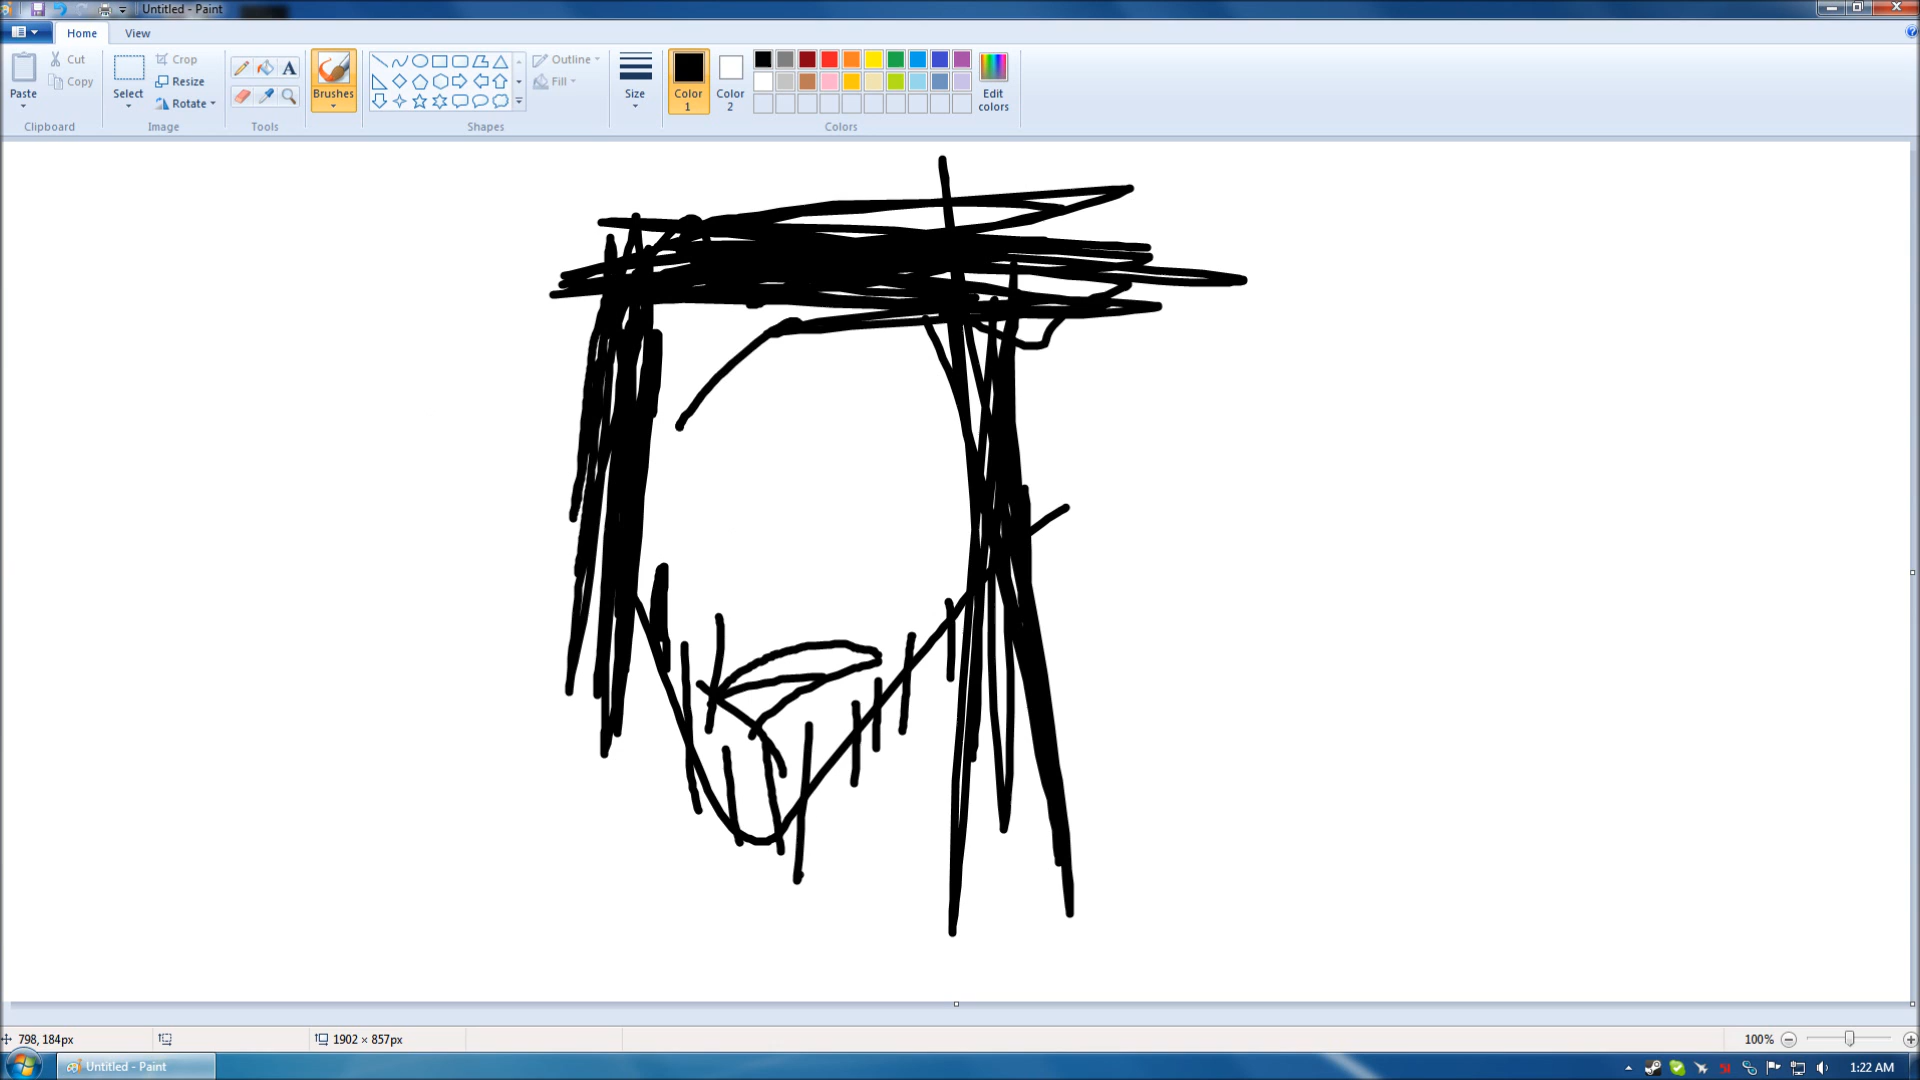 Untitled - Paint
Home View
Paste
Cut
Copy
Clipboard
Select
Crop
Resize
Rotate
Image
A
Tools
Brushes
Outline
Fill
Shapes
Size
Color 1
Color 2
Edit colors
Colors
798, 184px
1902 × 857px
100%
Untitled - Paint
1:22 AM